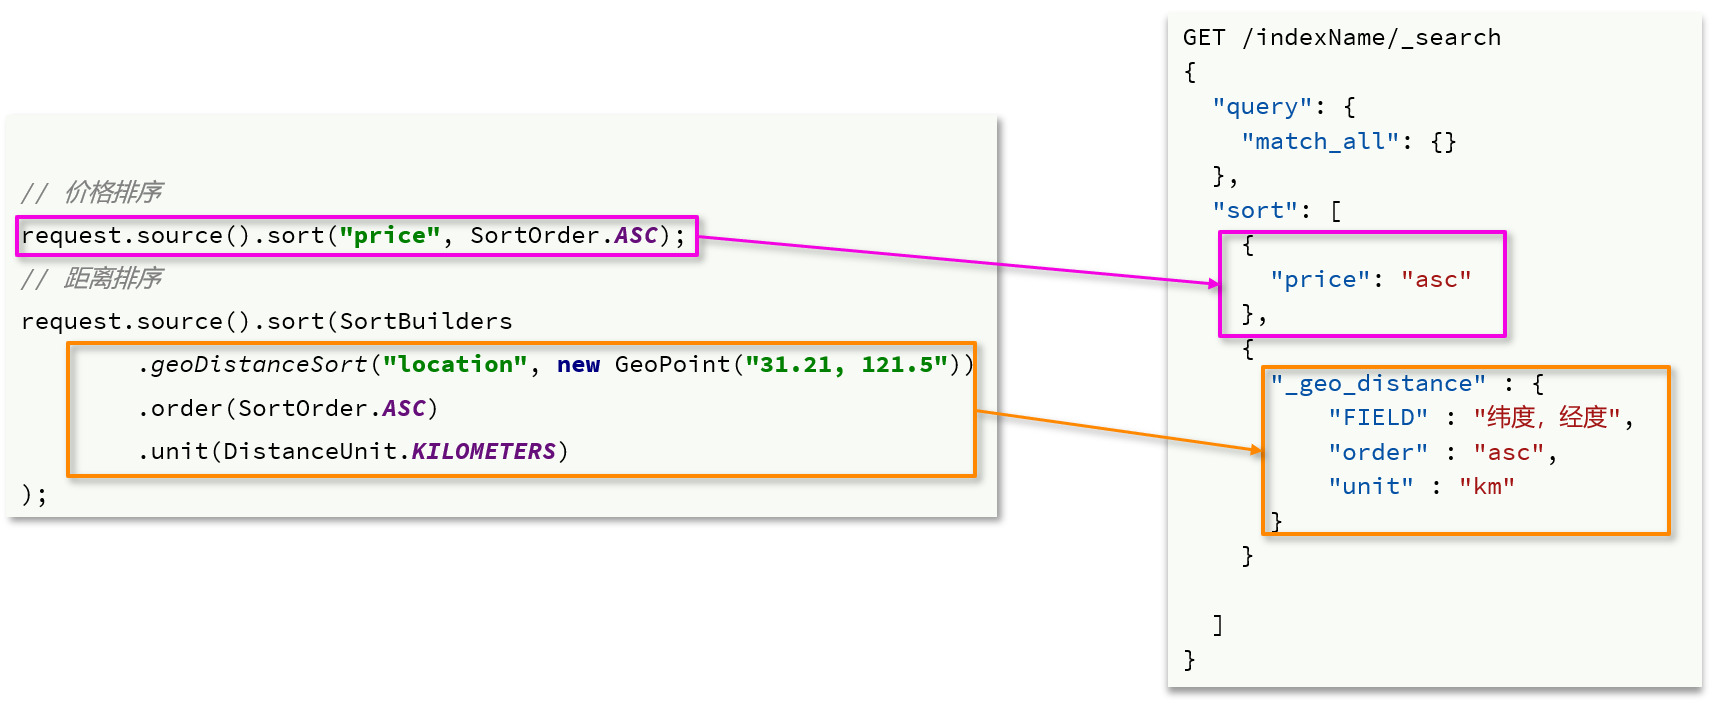 // 价格排序
request.source().sort("price", SortOrder.ASC);
// 距离排序
request.source().sort(SortBuilders
        .geoDistanceSort("location", new GeoPoint("31.21, 121.5"))
        .order(SortOrder.ASC)
        .unit(DistanceUnit.KILOMETERS)
);
GET /indexName/_search
{
  "query": {
    "match_all": {}
  },
  "sort": [
    {
      "price": "asc"
    },
    {
      "_geo_distance" : {
          "FIELD" : "纬度，经度",
          "order" : "asc",
          "unit" : "km"
      }
    }
  ]
}